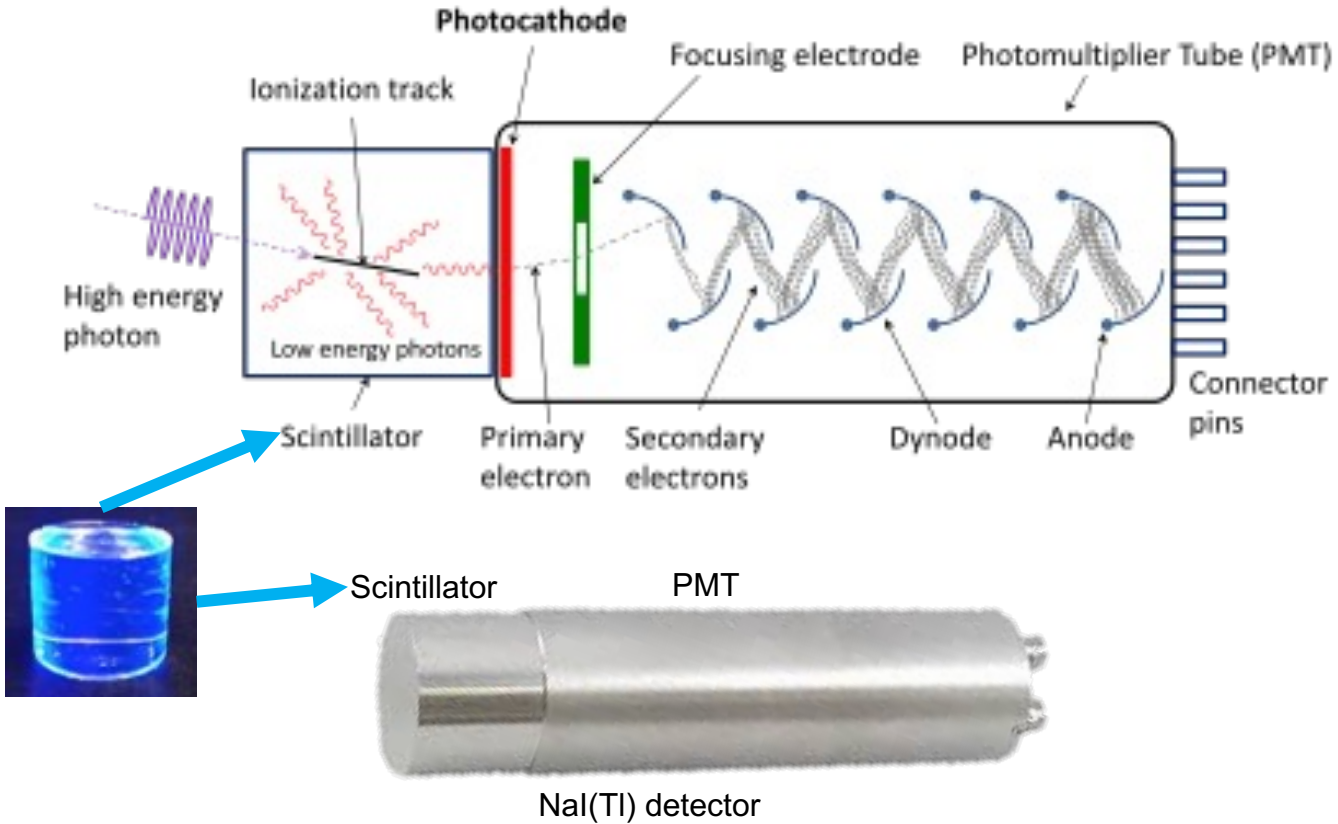 Photocathode
Focusing electrode
Photomultiplier Tube (PMT)
Ionization track
High energy
photon
Low energy photons
Scintillator
Primary
electron
Secondary
electrons
Dynode
Anode
Connector
pins
Scintillator
PMT
NaI(Tl) detector